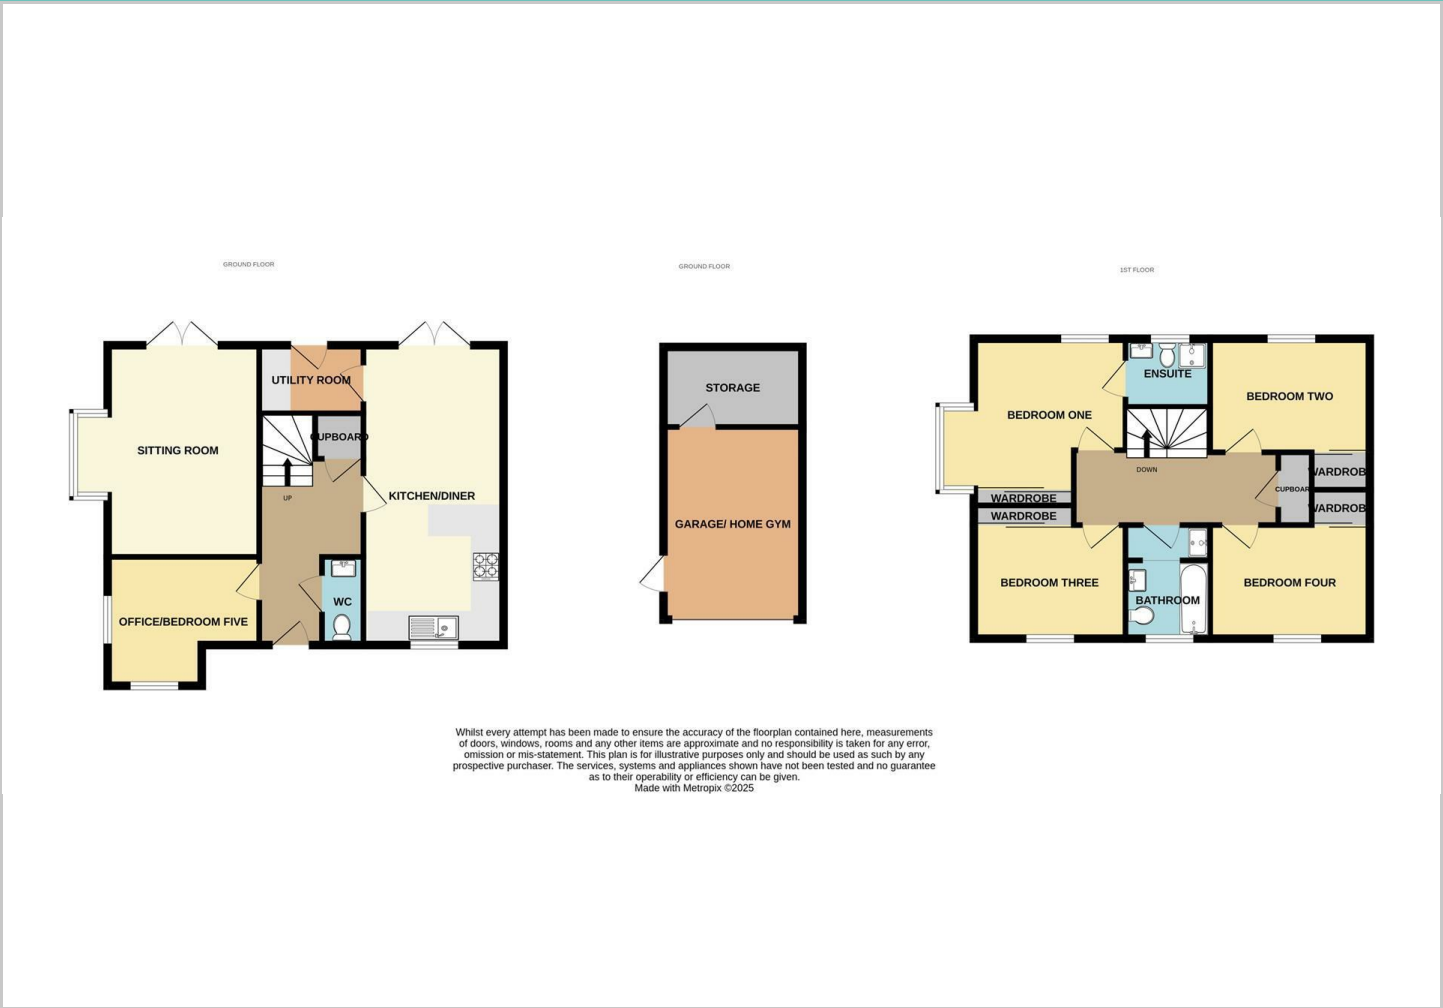 GROUND FLOOR
UTILITY ROOM
CUPBOARD
SITTING ROOM
UP
KITCHEN/DINER
WC
OFFICE/BEDROOM FIVE
GROUND FLOOR
STORAGE
GARAGE/ HOME GYM
1ST FLOOR
ENSUITE
BEDROOM ONE
BEDROOM TWO
DOWN
WARDROBE
WARDROBE
CUPBOARD
WARDROBE
WARDROBE
BEDROOM THREE
BATHROOM
BEDROOM FOUR
Whilst every attempt has been made to ensure the accuracy of the floorplan contained here, measurements
of doors, windows, rooms and any other items are approximate and no responsibility is taken for any error,
omission or mis-statement. This plan is for illustrative purposes only and should be used as such by any
prospective purchaser. The services, systems and appliances shown have not been tested and no guarantee
as to their operability or efficiency can be given.
Made with Metropix ©2025